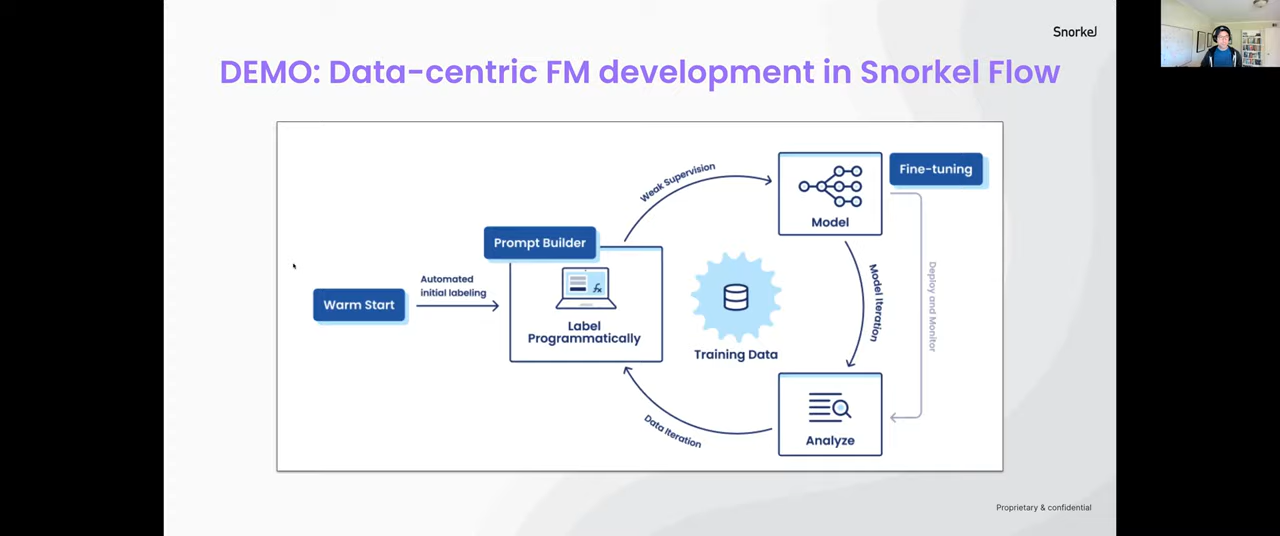 Snorkel
DEMO: Data-centric FM development in Snorkel Flow
Weak Supervision
Fine-tuning
Model
Prompt Builder
Automated
initial labeling
Warm Start
fx
Label
Programmatically
Training Data
Model Iteration
Deploy and Monitor
Data Iteration
Analyze
Proprietary & confidential